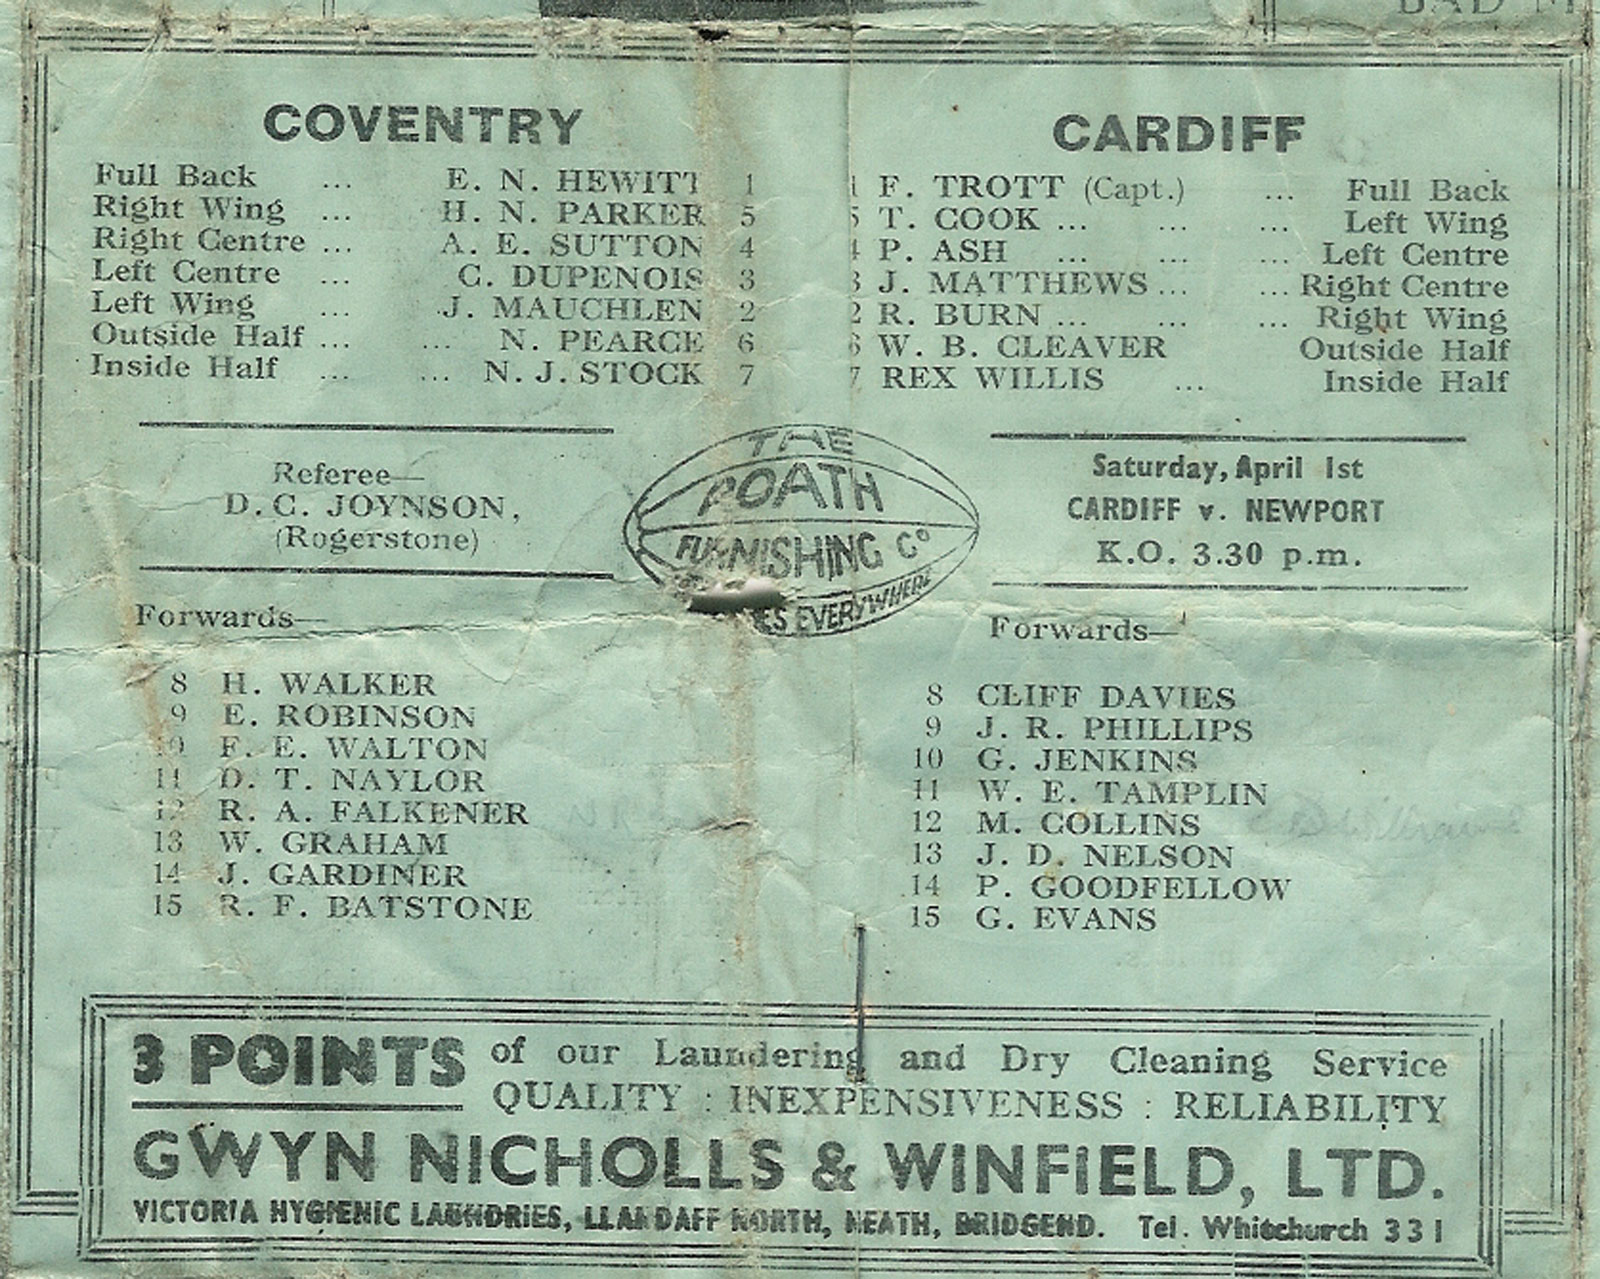 BAD
COVENTRY
Full Back ... E. N. HEWITT 1
Right Wing ... H. N. PARKER 5
Right Centre ... A. E. SUTTON 4
Left Centre ... C. DUPENOIS 3
Left Wing ... J. MAUCHLEN 2
Outside Half ... ... N. PEARCE 6
Inside Half ... ... N. J. STOCK 7
Referee—
D. C. JOYNSON,
(Rogerstone)
Forwards—
8 H. WALKER
9 E. ROBINSON
10 F. E. WALTON
11 D. T. NAYLOR
12 R. A. FALKENER
13 W. GRAHAM
14 J. GARDINER
15 R. F. BATSTONE
THE
ROATH
FURNISHING Co
EVERYWHERE
CARDIFF
1 F. TROTT (Capt.) ... Full Back
5 T. COOK ... ... ... Left Wing
4 P. ASH ... ... ... Left Centre
3 J. MATTHEWS ... ... Right Centre
2 R. BURN ... ... ... Right Wing
6 W. B. CLEAVER Outside Half
7 REX WILLIS ... Inside Half
Saturday, April 1st
CARDIFF v. NEWPORT
K.O. 3.30 p.m.
Forwards—
8 CLIFF DAVIES
9 J. R. PHILLIPS
10 G. JENKINS
11 W. E. TAMPLIN
12 M. COLLINS
13 J. D. NELSON
14 P. GOODFELLOW
15 G. EVANS
3 POINTS of our Laundering and Dry Cleaning Service
QUALITY : INEXPENSIVENESS : RELIABILITY
GWYN NICHOLLS & WINFIELD, LTD.
VICTORIA HYGIENIC LAUNDRIES, LLANDAFF NORTH, NEATH, BRIDGEND. Tel. Whitchurch 331